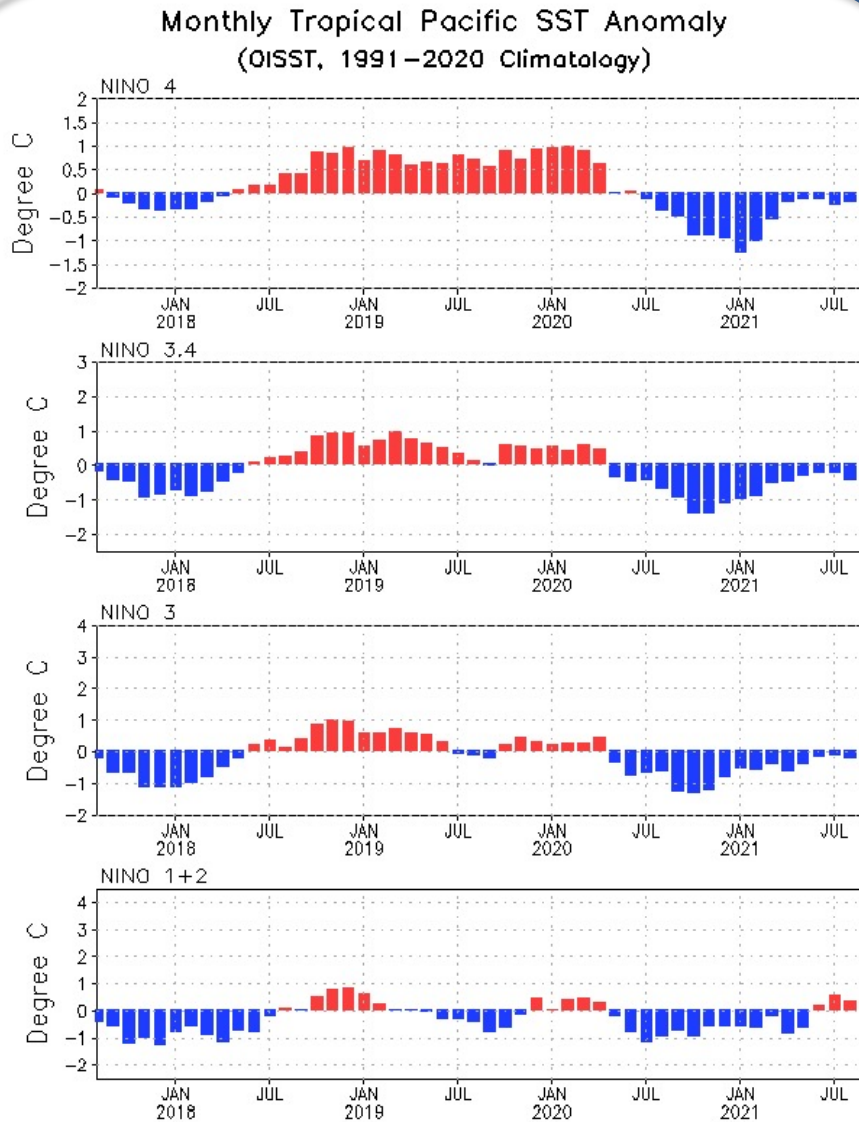 Monthly Tropical Pacific SST Anomaly
(OISST, 1991–2020 Climatology)
NINO 4
Degree C
2
1.5
1
0.5
0
−0.5
−1
−1.5
−2
JAN JUL JAN JUL JAN JUL JAN JUL
2018 2019 2020 2021
NINO 3.4
Degree C
3
2
1
0
−1
−2
JAN JUL JAN JUL JAN JUL JAN JUL
2018 2019 2020 2021
NINO 3
Degree C
4
3
2
1
0
−1
−2
JAN JUL JAN JUL JAN JUL JAN JUL
2018 2019 2020 2021
NINO 1+2
Degree C
4
3
2
1
0
−1
−2
JAN JUL JAN JUL JAN JUL JAN JUL
2018 2019 2020 2021